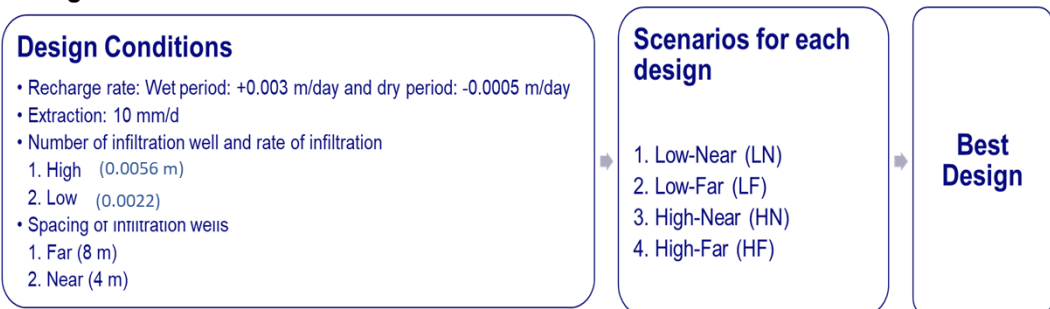 Design Conditions
• Recharge rate: Wet period: +0.003 m/day and dry period: -0.0005 m/day
• Extraction: 10 mm/d
• Number of infiltration well and rate of infiltration
1. High (0.0056 m)
2. Low (0.0022)
• Spacing of infiltration wells
1. Far (8 m)
2. Near (4 m)
Scenarios for each
design
1. Low-Near (LN)
2. Low-Far (LF)
3. High-Near (HN)
4. High-Far (HF)
Best
Design